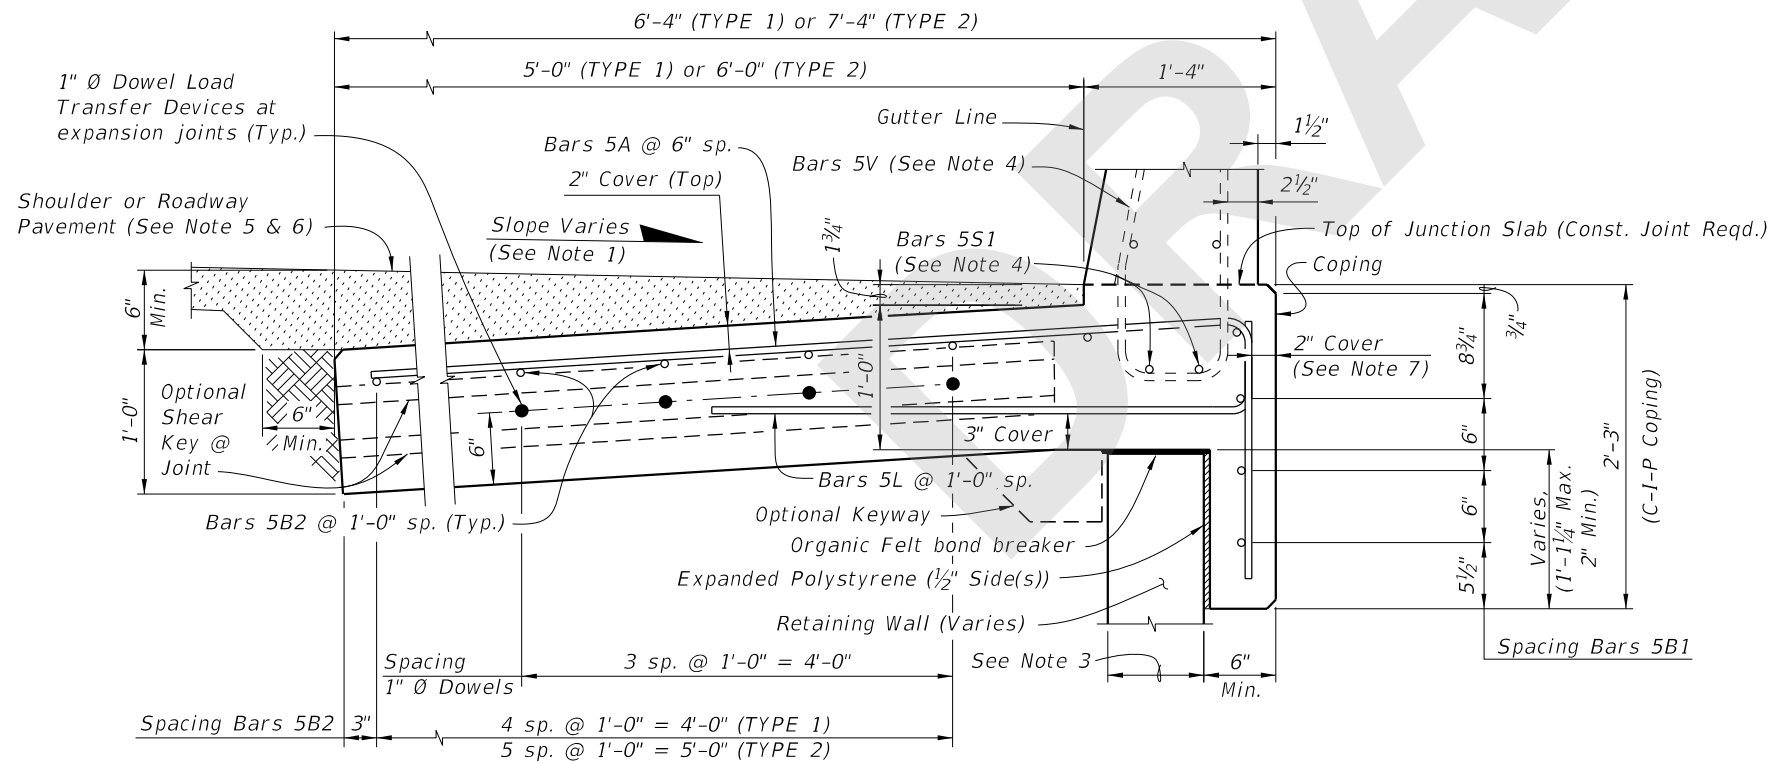 6'-4" (TYPE 1) or 7'-4" (TYPE 2)
5'-0" (TYPE 1) or 6'-0" (TYPE 2)
1'-4"
1" Ø Dowel Load
Transfer Devices at
expansion joints (Typ.)
Gutter Line
1½"
Bars 5A @ 6" sp.
Bars 5V (See Note 4)
2" Cover (Top)
2½"
Shoulder or Roadway
Pavement (See Note 5 & 6)
Slope Varies
(See Note 1)
1¾"
Bars 5S1
(See Note 4)
Top of Junction Slab (Const. Joint Reqd.)
Coping
6"
Min.
¾"
8¾"
2" Cover
(See Note 7)
1'-0"
Optional
Shear
Key @
Joint
6"
Min.
1'-0"
6"
3" Cover
6"
2'-3"
(C-I-P Coping)
Bars 5L @ 1'-0" sp.
Bars 5B2 @ 1'-0" sp. (Typ.)
Optional Keyway
6"
Varies,
(1'-1¼" Max.
2" Min.)
Organic Felt bond breaker
Expanded Polystyrene (½" Side(s))
5½"
Retaining Wall (Varies)
Spacing Bars 5B1
Spacing
1" Ø Dowels
3 sp. @ 1'-0" = 4'-0"
See Note 3
6"
Min.
Spacing Bars 5B2
3"
4 sp. @ 1'-0" = 4'-0" (TYPE 1)
5 sp. @ 1'-0" = 5'-0" (TYPE 2)
DRA